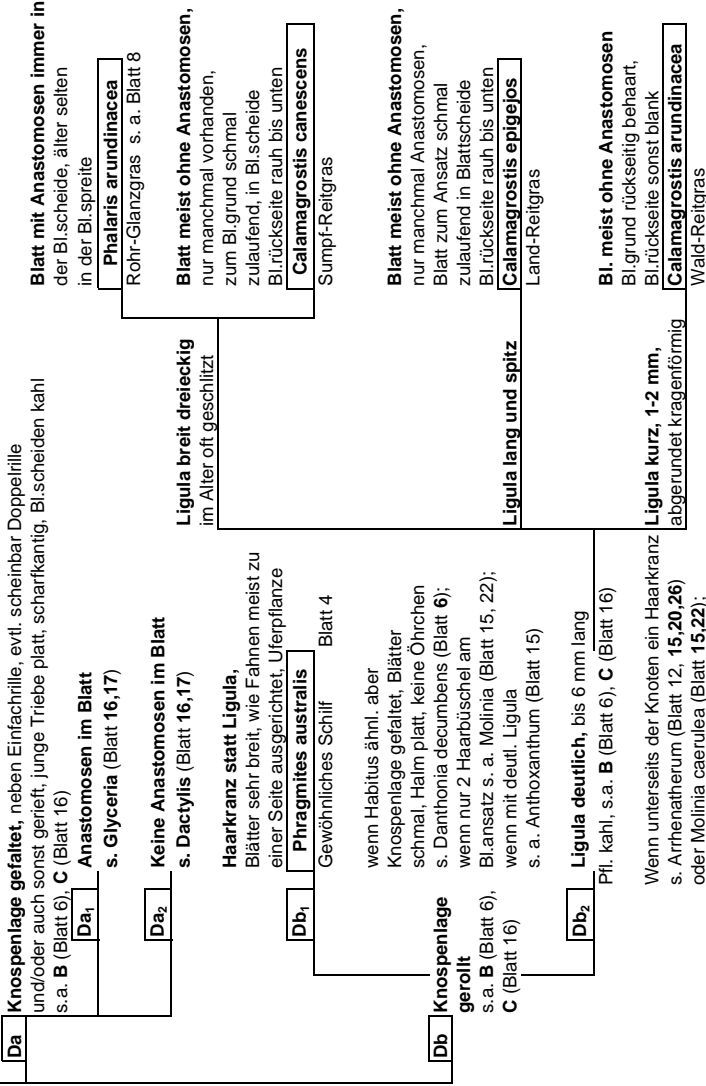 Da Knospenlage gefaltet, neben Einfachrille, evtl. scheinbar Doppelrille
und/oder auch sonst gerieft, junge Triebe platt, scharfkantig, Bl.scheiden kahl
s.a. B (Blatt 6), C (Blatt 16)
Da1 Anastomosen im Blatt
s. Glyceria (Blatt 16,17)
Da2 Keine Anastomosen im Blatt
s. Dactylis (Blatt 16,17)
Db Knospenlage
gerollt
s.a. B (Blatt 6),
C (Blatt 16)
Haarkranz statt Ligula,
Blätter sehr breit, wie Fahnen meist zu
einer Seite ausgerichtet, Uferpflanze
Db1 Phragmites australis
Gewöhnliches Schilf Blatt 4
wenn Habitus ähnl. aber
Knospenlage gefaltet, Blätter
schmal, Halm platt, keine Öhrchen
s. Danthonia decumbens (Blatt 6);
wenn nur 2 Haarbüschel am
Bl.ansatz s. a. Molinia (Blatt 15, 22);
wenn mit deutl. Ligula
s. a. Anthoxanthum (Blatt 15)
Db2 Ligula deutlich, bis 6 mm lang
Pfl. kahl, s.a. B (Blatt 6), C (Blatt 16)
Wenn unterseits der Knoten ein Haarkranz
s. Arrhenatherum (Blatt 12, 15,20,26)
oder Molinia caerulea (Blatt 15,22);
Ligula breit dreieckig
im Alter oft geschlitzt
Blatt mit Anastomosen immer in
der Bl.scheide, älter selten
in der Bl.spreite
Phalaris arundinacea
Rohr-Glanzgras s. a. Blatt 8
Blatt meist ohne Anastomosen,
nur manchmal vorhanden,
zum Bl.grund schmal
zulaufend, in Bl.scheide
Bl.rückseite rauh bis unten
Calamagrostis canescens
Sumpf-Reitgras
Ligula lang und spitz
Blatt meist ohne Anastomosen,
nur manchmal Anastomosen,
Blatt zum Ansatz schmal
zulaufend in Blattscheide
Bl.rückseite rauh bis unten
Calamagrostis epigejos
Land-Reitgras
Ligula kurz, 1-2 mm,
abgerundet kragenförmig
Bl. meist ohne Anastomosen
Bl.grund rückseitig behaart,
Bl.rückseite sonst blank
Calamagrostis arundinacea
Wald-Reitgras